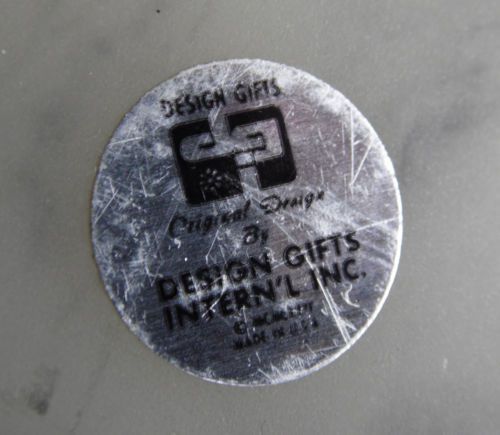 DESIGN GIFTS
Original Design
By
DESIGN GIFTS
INTERN'L INC.
©
MADE IN U.S.A